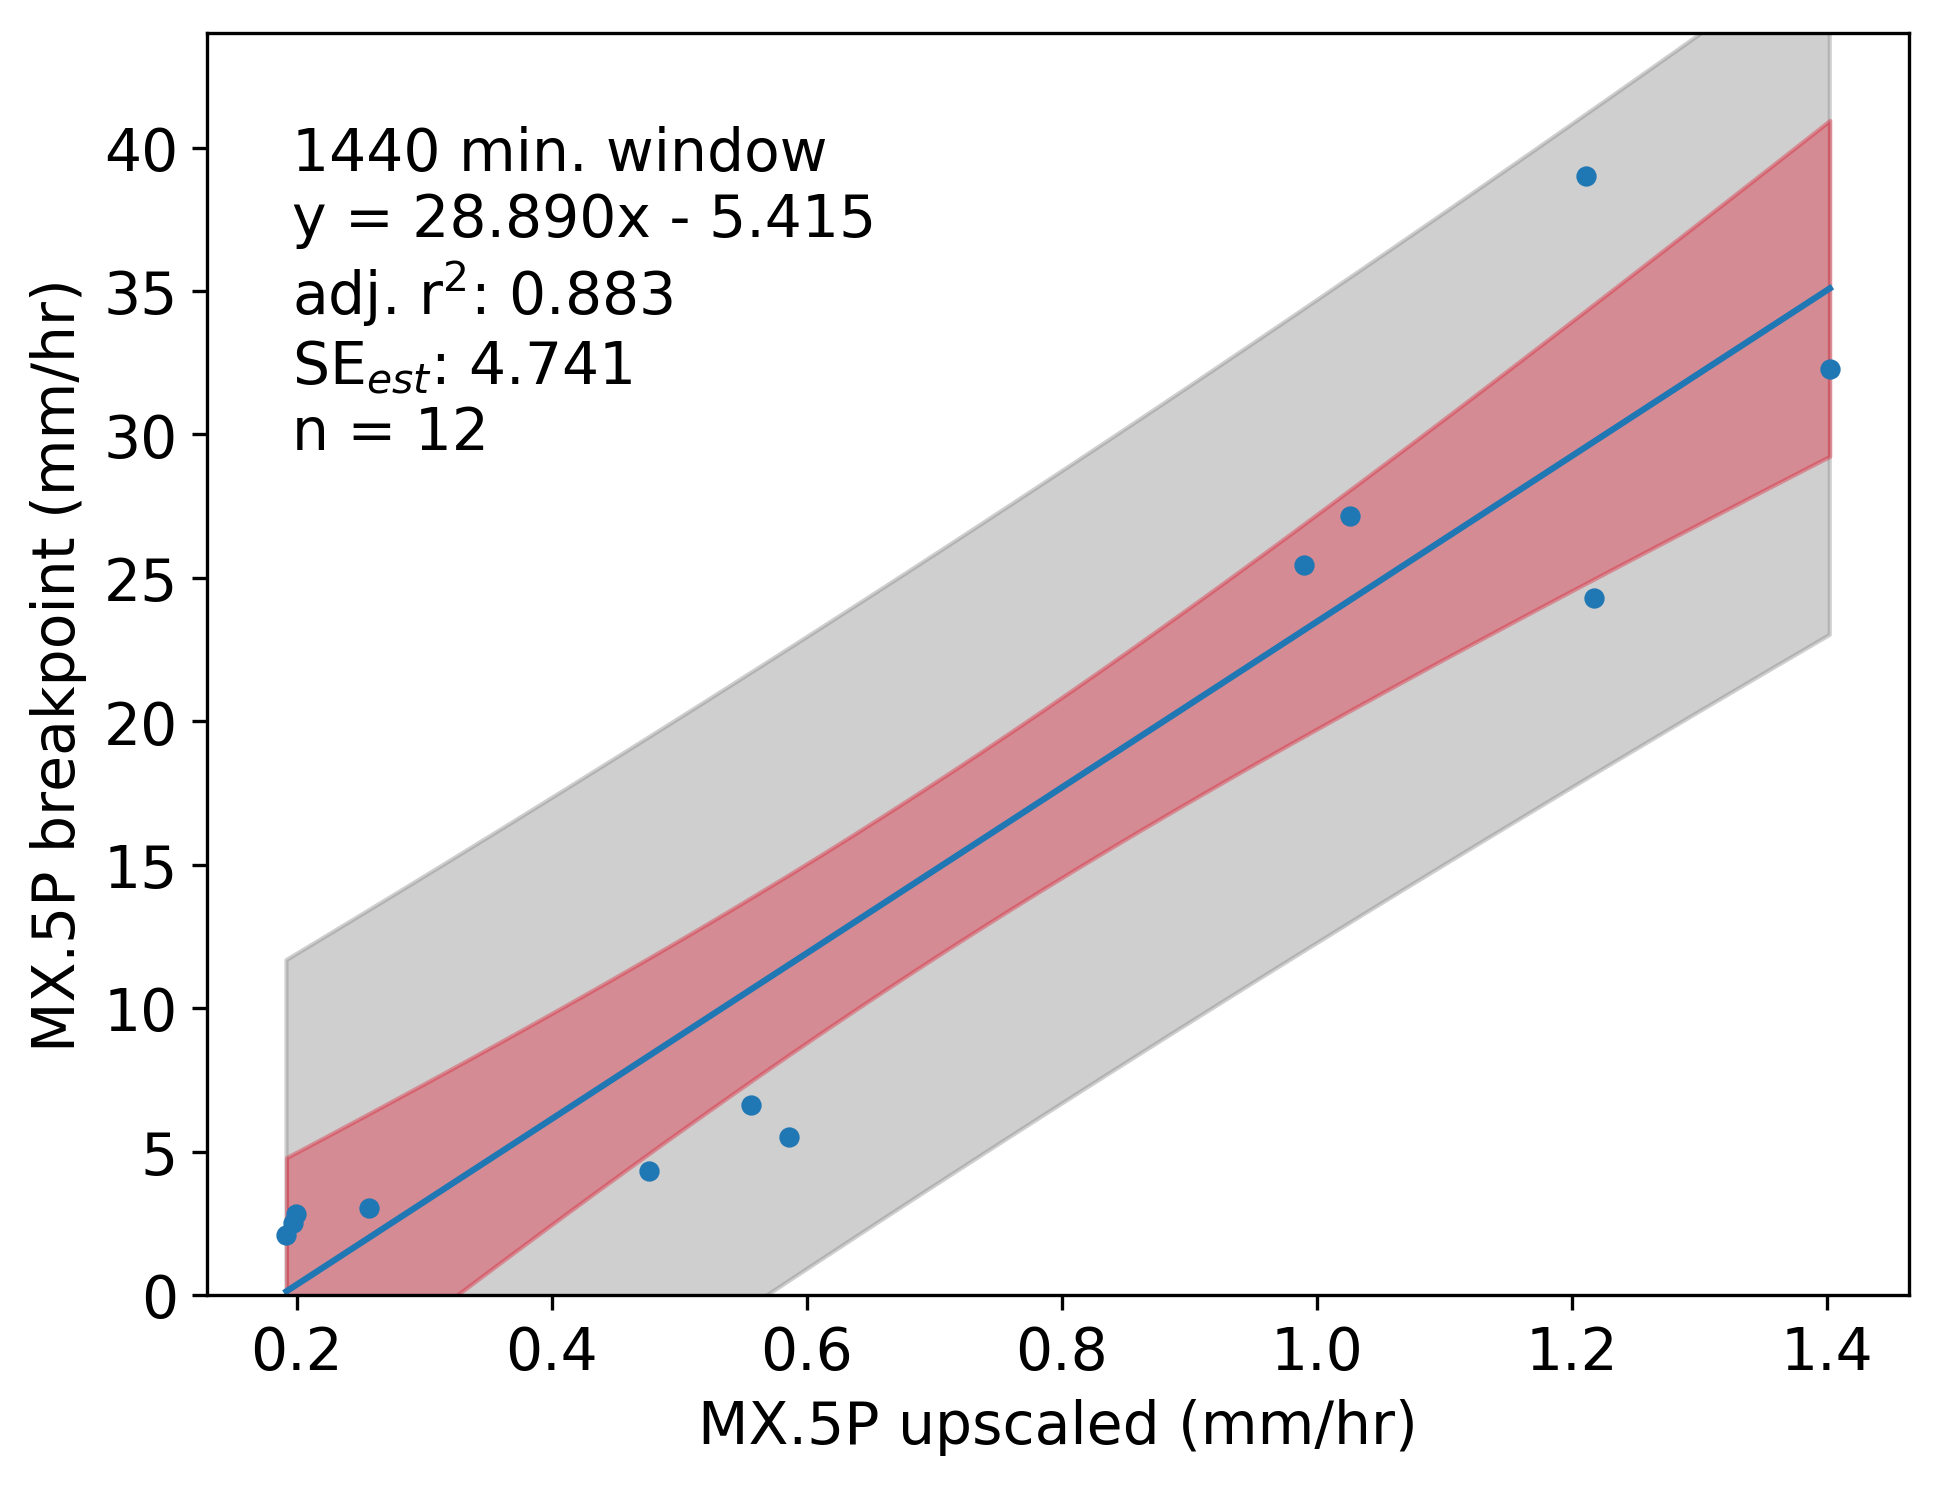 1440 min. window
y = 28.890x - 5.415
adj. r²: 0.883
SEₑₛₜ: 4.741
n = 12
MX.5P breakpoint (mm/hr)
40
35
30
25
20
15
10
5
0
0.2 0.4 0.6 0.8 1.0 1.2 1.4
MX.5P upscaled (mm/hr)